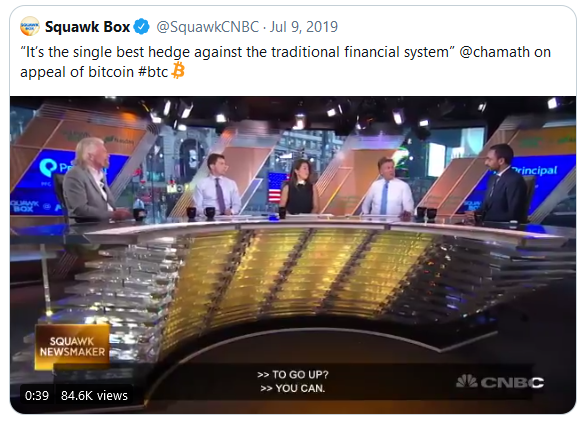 Squawk Box @SquawkCNBC · Jul 9, 2019
“It’s the single best hedge against the traditional financial system” @chamath on
appeal of bitcoin #btc
Principal
SQUAWK
BOX
SQUAWK
NEWSMAKER
>> TO GO UP?
>> YOU CAN.
CNBC
0:39 84.6K views